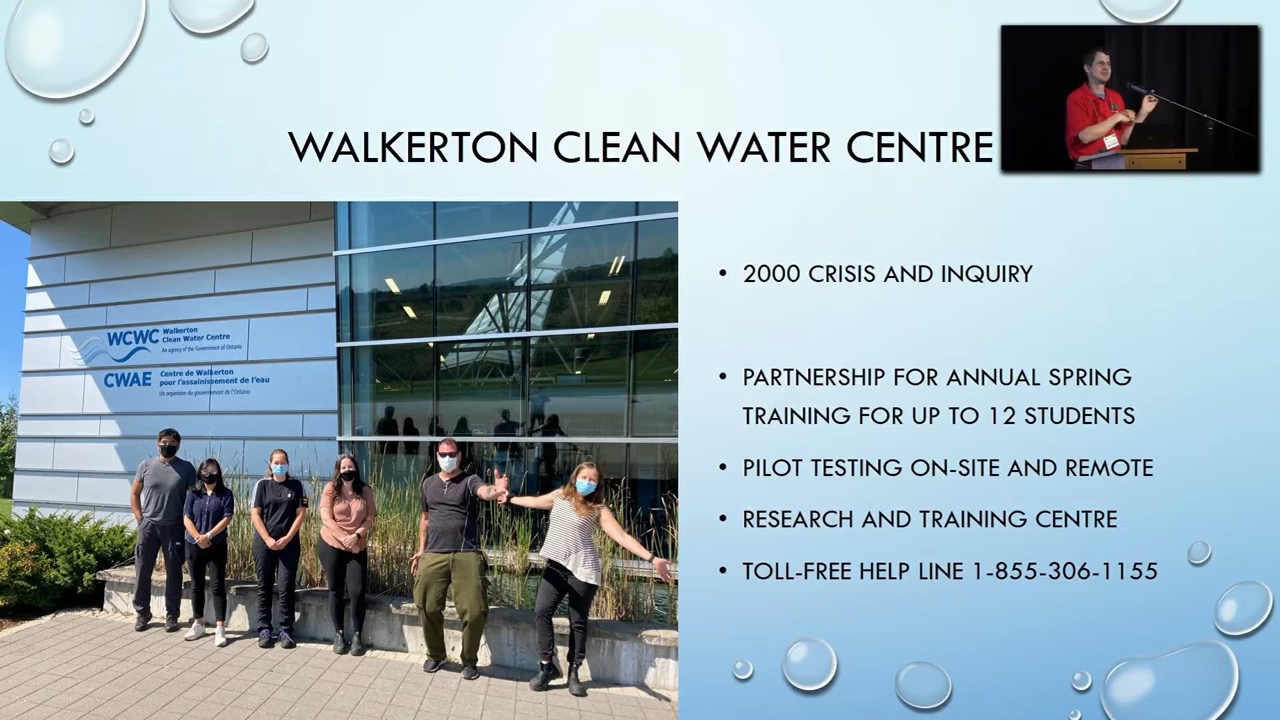 WALKERTON CLEAN WATER CENTRE
WCWC Walkerton
Clean Water Centre
An agency of the Government of Ontario
CWAE Centre de Walkerton
pour l'assainissement de l'eau
Un organisme du gouvernement de l'Ontario
• 2000 CRISIS AND INQUIRY
• PARTNERSHIP FOR ANNUAL SPRING
TRAINING FOR UP TO 12 STUDENTS
• PILOT TESTING ON-SITE AND REMOTE
• RESEARCH AND TRAINING CENTRE
• TOLL-FREE HELP LINE 1-855-306-1155